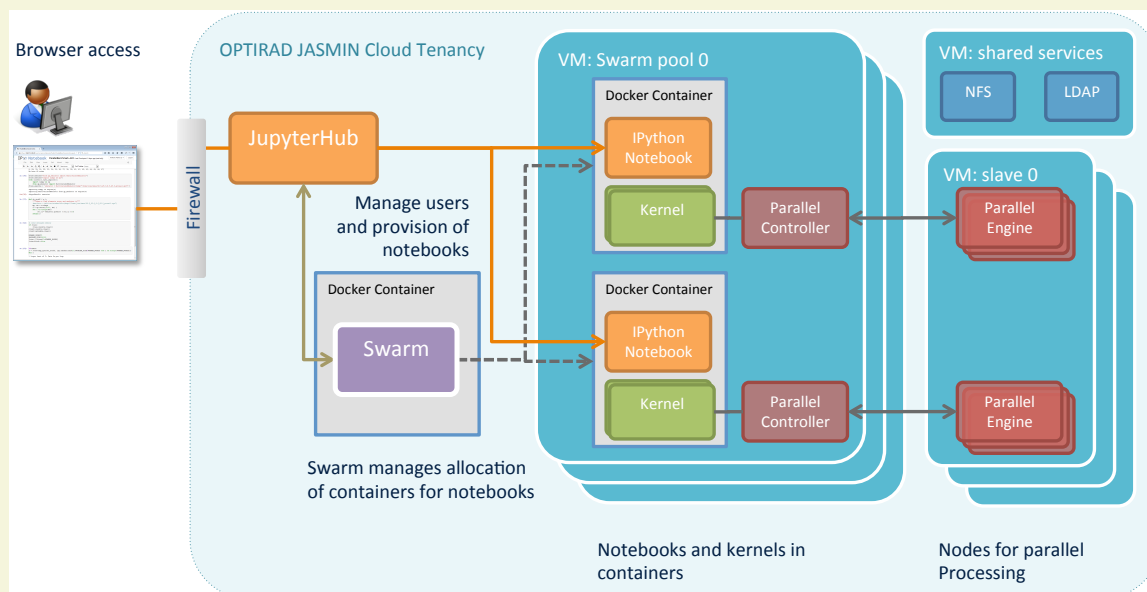 Browser access
OPTIRAD JASMIN Cloud Tenancy
Firewall
JupyterHub
Manage users
and provision of
notebooks
Docker Container
Swarm
Swarm manages allocation
of containers for notebooks
VM: Swarm pool 0
Docker Container
IPython
Notebook
Kernel
Parallel
Controller
Docker Container
IPython
Notebook
Kernel
Parallel
Controller
Notebooks and kernels in
containers
VM: shared services
NFS
LDAP
VM: slave 0
Parallel
Engine
Parallel
Engine
Nodes for parallel
Processing